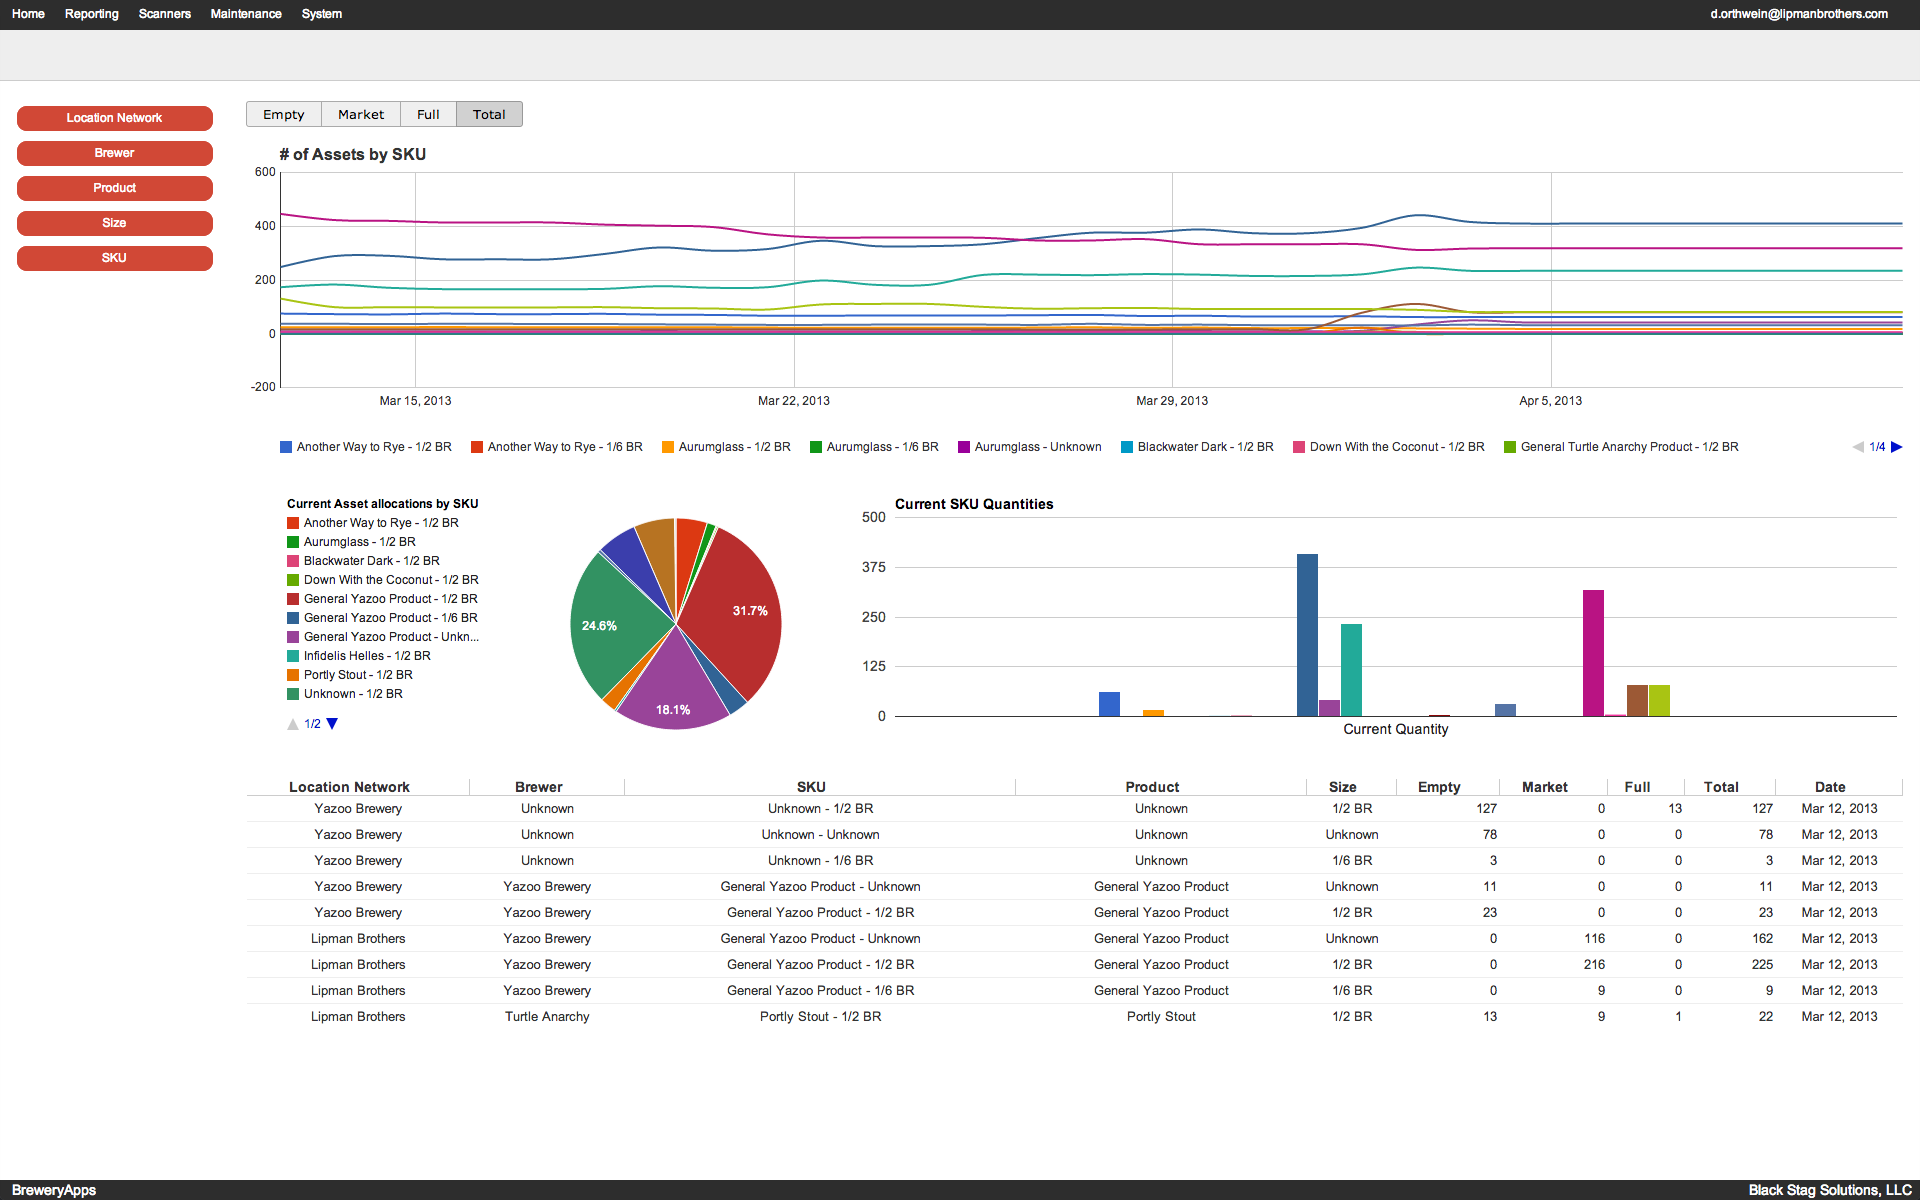 Home Reporting Scanners Maintenance System d.orthwein@lipmanbrothers.com
Location Network
Brewer
Product
Size
SKU
Empty Market Full Total
# of Assets by SKU
600
400
200
0
-200
Mar 15, 2013 Mar 22, 2013 Mar 29, 2013 Apr 5, 2013
Another Way to Rye - 1/2 BR Another Way to Rye - 1/6 BR Aurumglass - 1/2 BR Aurumglass - 1/6 BR Aurumglass - Unknown Blackwater Dark - 1/2 BR Down With the Coconut - 1/2 BR General Turtle Anarchy Product - 1/2 BR 1/4
Current Asset allocations by SKU
Another Way to Rye - 1/2 BR
Aurumglass - 1/2 BR
Blackwater Dark - 1/2 BR
Down With the Coconut - 1/2 BR
General Yazoo Product - 1/2 BR
General Yazoo Product - 1/6 BR
General Yazoo Product - Unkn...
Infidelis Helles - 1/2 BR
Portly Stout - 1/2 BR
Unknown - 1/2 BR
1/2
31.7%
24.6%
18.1%
Current SKU Quantities
500
375
250
125
0
Current Quantity
Location Network Brewer SKU Product Size Empty Market Full Total Date
Yazoo Brewery Unknown Unknown - 1/2 BR Unknown 1/2 BR 127 0 13 127 Mar 12, 2013
Yazoo Brewery Unknown Unknown - Unknown Unknown Unknown 78 0 0 78 Mar 12, 2013
Yazoo Brewery Unknown Unknown - 1/6 BR Unknown 1/6 BR 3 0 0 3 Mar 12, 2013
Yazoo Brewery Yazoo Brewery General Yazoo Product - Unknown General Yazoo Product Unknown 11 0 0 11 Mar 12, 2013
Yazoo Brewery Yazoo Brewery General Yazoo Product - 1/2 BR General Yazoo Product 1/2 BR 23 0 0 23 Mar 12, 2013
Lipman Brothers Yazoo Brewery General Yazoo Product - Unknown General Yazoo Product Unknown 0 116 0 162 Mar 12, 2013
Lipman Brothers Yazoo Brewery General Yazoo Product - 1/2 BR General Yazoo Product 1/2 BR 0 216 0 225 Mar 12, 2013
Lipman Brothers Yazoo Brewery General Yazoo Product - 1/6 BR General Yazoo Product 1/6 BR 0 9 0 9 Mar 12, 2013
Lipman Brothers Turtle Anarchy Portly Stout - 1/2 BR Portly Stout 1/2 BR 13 9 1 22 Mar 12, 2013
BreweryApps Black Stag Solutions, LLC